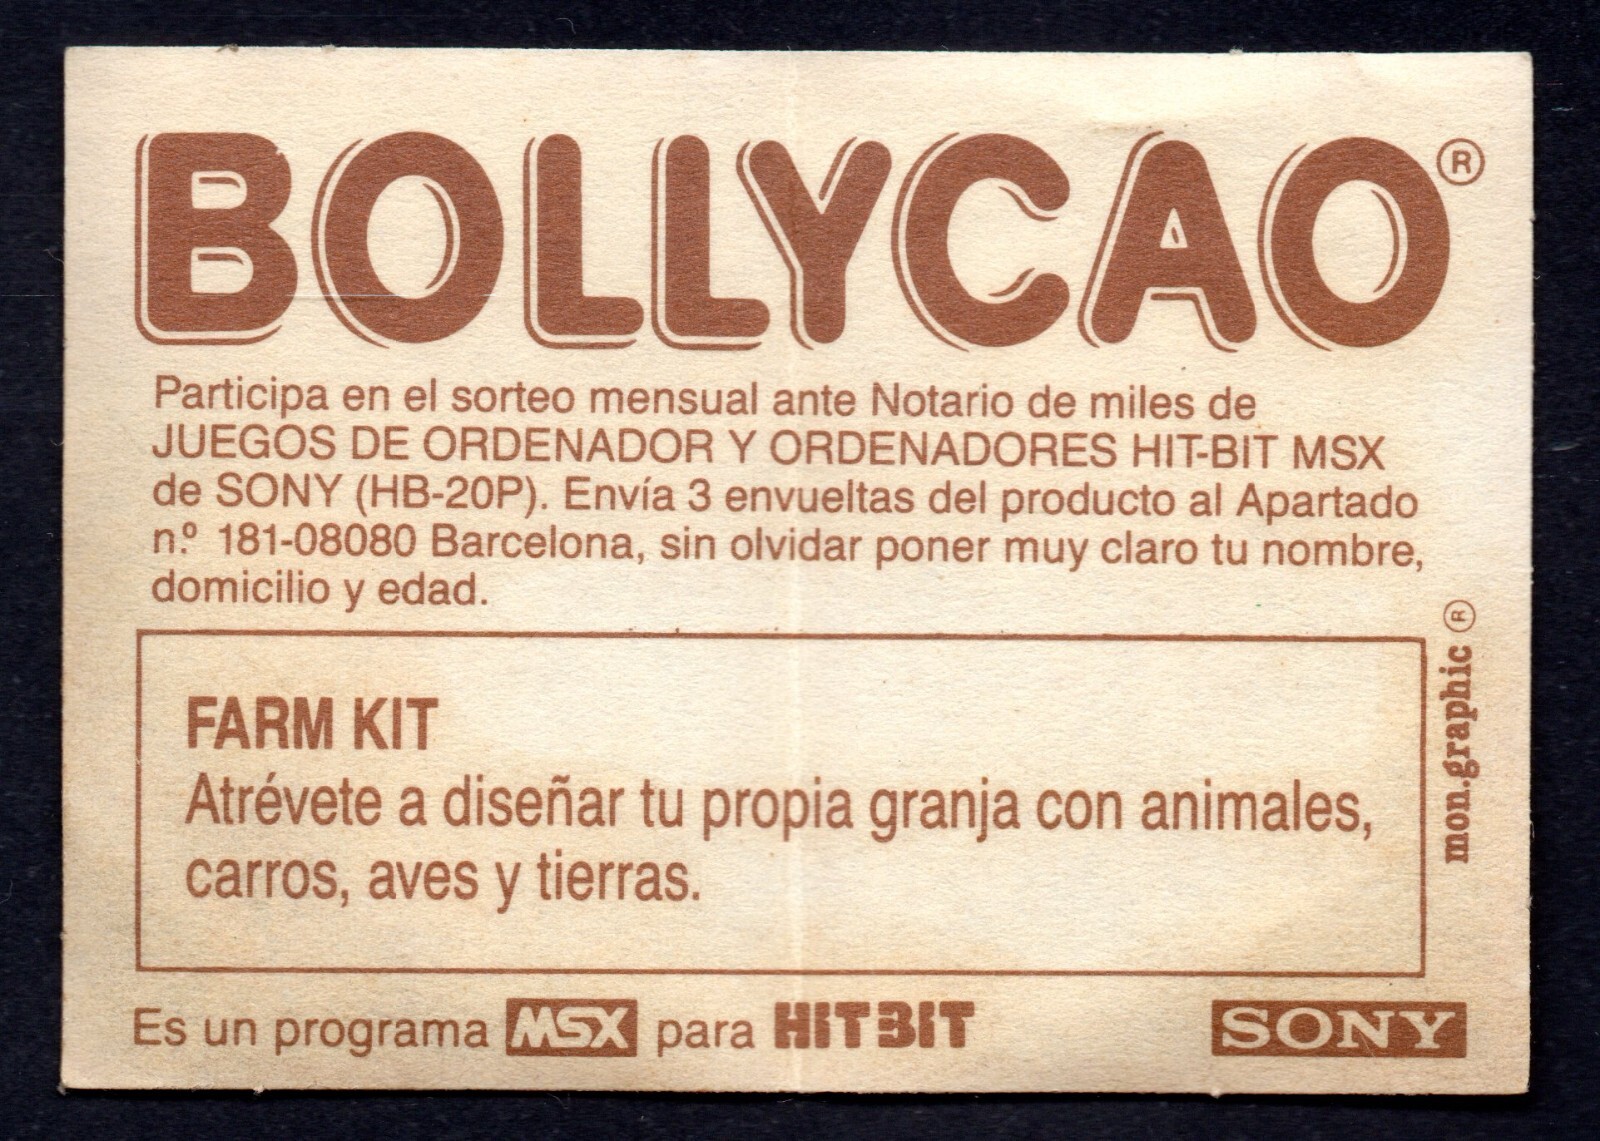 BOLLYCAO®
Participa en el sorteo mensual ante Notario de miles de
JUEGOS DE ORDENADOR Y ORDENADORES HIT-BIT MSX
de SONY (HB-20P). Envía 3 envueltas del producto al Apartado
n.º 181-08080 Barcelona, sin olvidar poner muy claro tu nombre,
domicilio y edad.
FARM KIT
Atrévete a diseñar tu propia granja con animales,
carros, aves y tierras.
mon.graphic ®
Es un programa MSX para HIT BIT
SONY